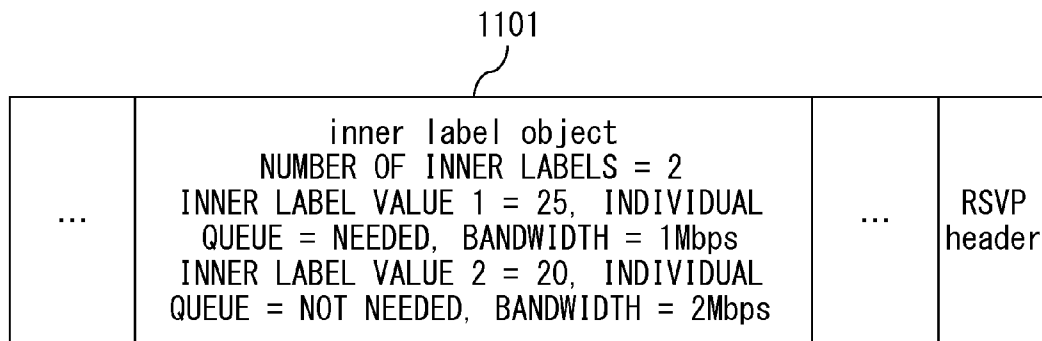 1101
...
inner label object
NUMBER OF INNER LABELS = 2
INNER LABEL VALUE 1 = 25, INDIVIDUAL
QUEUE = NEEDED, BANDWIDTH = 1Mbps
INNER LABEL VALUE 2 = 20, INDIVIDUAL
QUEUE = NOT NEEDED, BANDWIDTH = 2Mbps
...
RSVP
header